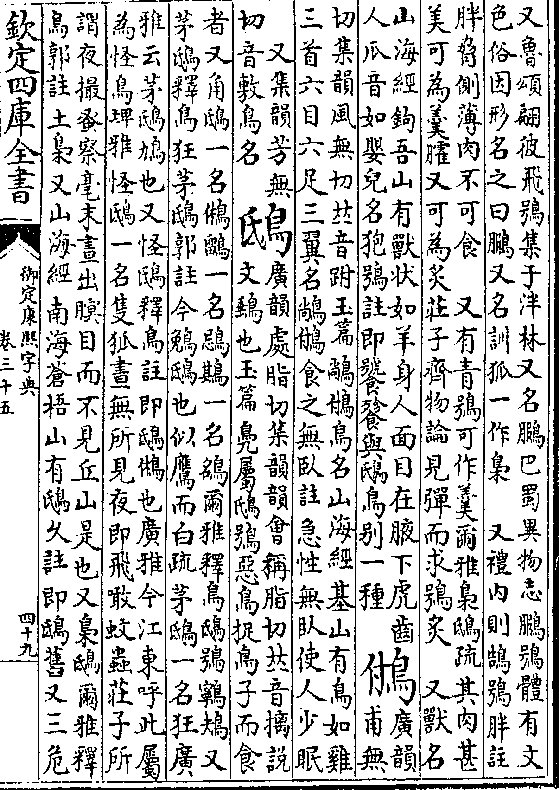 又魯頌翩彼飛鴞集于泮林又名鵩巴蜀異物志鵩鴞體有文
色俗因形名之曰鵩又名訓狐一作梟　又禮內則鵠鴞胖註
胖脅側薄肉不可食　又有青鴞可作羹爾雅梟鴟疏其肉甚
美可為羹臛又可為炙莊子齊物論見彈而求鴞炙　又獸名
山海經鉤吾山有獸狀如羊身人面目在腋下虎齒
人爪音如嬰兒名狍鴞註即饕餮與鴟鳥別一種　䳇廣韻甫無
切集韻風無切𠀤音跗玉篇鷩䳇鳥名山海經基山有鳥如雞
三首六目六足三翼名䳇食之無臥註急性無臥使人少眠
又集韻芳無切音敷鳥名　鴟廣韻處脂切集韻韻會稱脂切𠀤音摛說
文鴟也玉篇鳧屬鴟鴞惡鳥捉鳥子而食
者又角鴟一名鵂鶹一名鵋鶀一名鵅爾雅釋鳥鴟鴞鸋鴂又
茅鴟釋鳥狂茅鴟郭註今鵵鴟也似鷹而白疏茅鴟一名狂廣
雅云茅鴟鳩也又怪鴟釋鳥註即鴟鵂也廣雅今江東呼此屬
為怪鳥埤雅怪鴟一名隻狐晝無所見夜即飛噉蚊䖟莊子所
謂夜撮蚤察毫末晝出瞑目而不見丘山是也又梟鴟爾雅釋
鳥郭註土梟又山海經南海蒼梧山有鴟久註即鴟舊又三危
欽定四庫全書
御定康熙字典
卷三十五
四十九